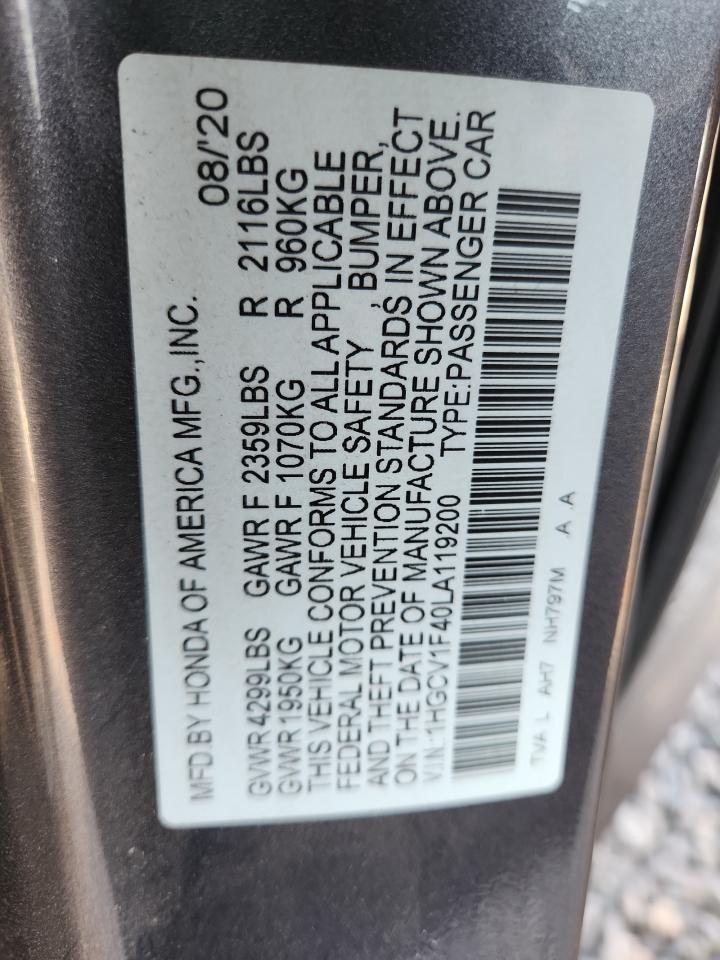 MFD.BY HONDA OF AMERICA MFG.,INC. 08/'20
GVWR 4299LBS GAWR F 2359LBS R 2116LBS
GVWR 1950KG GAWR F 1070KG R 960KG
THIS VEHICLE CONFORMS TO ALL APPLICABLE
FEDERAL MOTOR VEHICLE SAFETY , BUMPER,
AND THEFT PREVENTION STANDARDS, IN EFFECT
ON THE DATE OF MANUFACTURE SHOWN ABOVE.
V.I.N.:1HGCV1F40LA119200 TYPE:PASSENGER CAR
TVA L AH7 NH797M A A